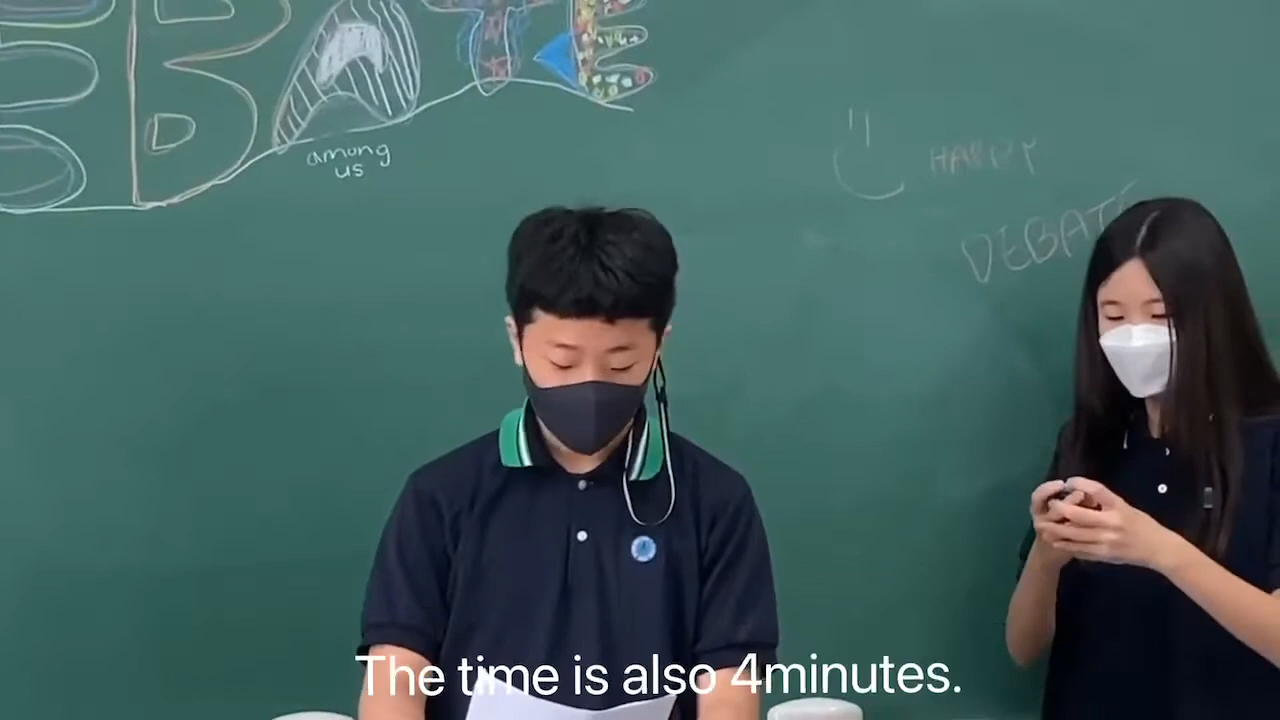 BATE
among
us
HAPPY
DEBATE
The time is also 4minutes.